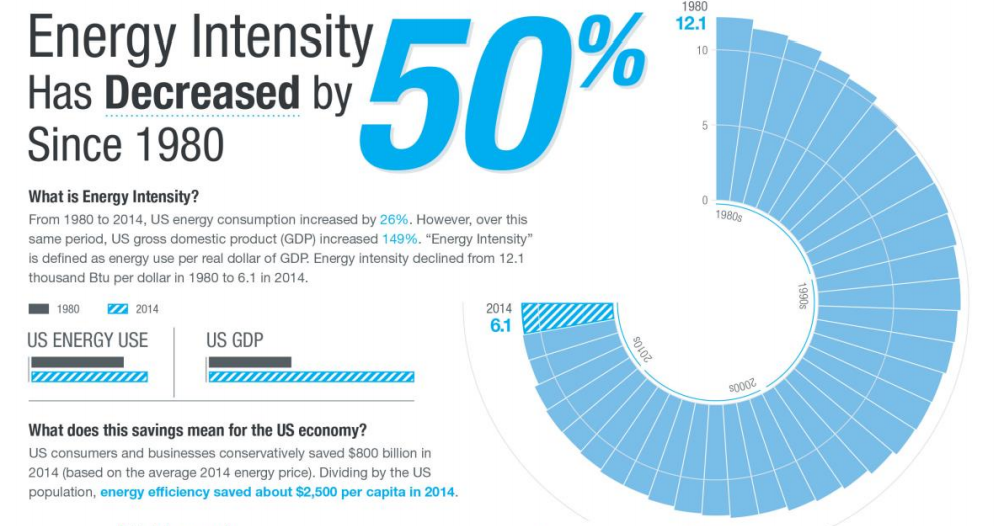 Energy Intensity
Has Decreased by 50%
Since 1980
What is Energy Intensity?
From 1980 to 2014, US energy consumption increased by 26%. However, over this
same period, US gross domestic product (GDP) increased 149%. “Energy Intensity”
is defined as energy use per real dollar of GDP. Energy intensity declined from 12.1
thousand Btu per dollar in 1980 to 6.1 in 2014.
1980 2014
US ENERGY USE
US GDP
What does this savings mean for the US economy?
US consumers and businesses conservatively saved $800 billion in
2014 (based on the average 2014 energy price). Dividing by the US
population, energy efficiency saved about $2,500 per capita in 2014.
1980
12.1
10
5
0
1980s
1990s
2000s
2010s
2014
6.1